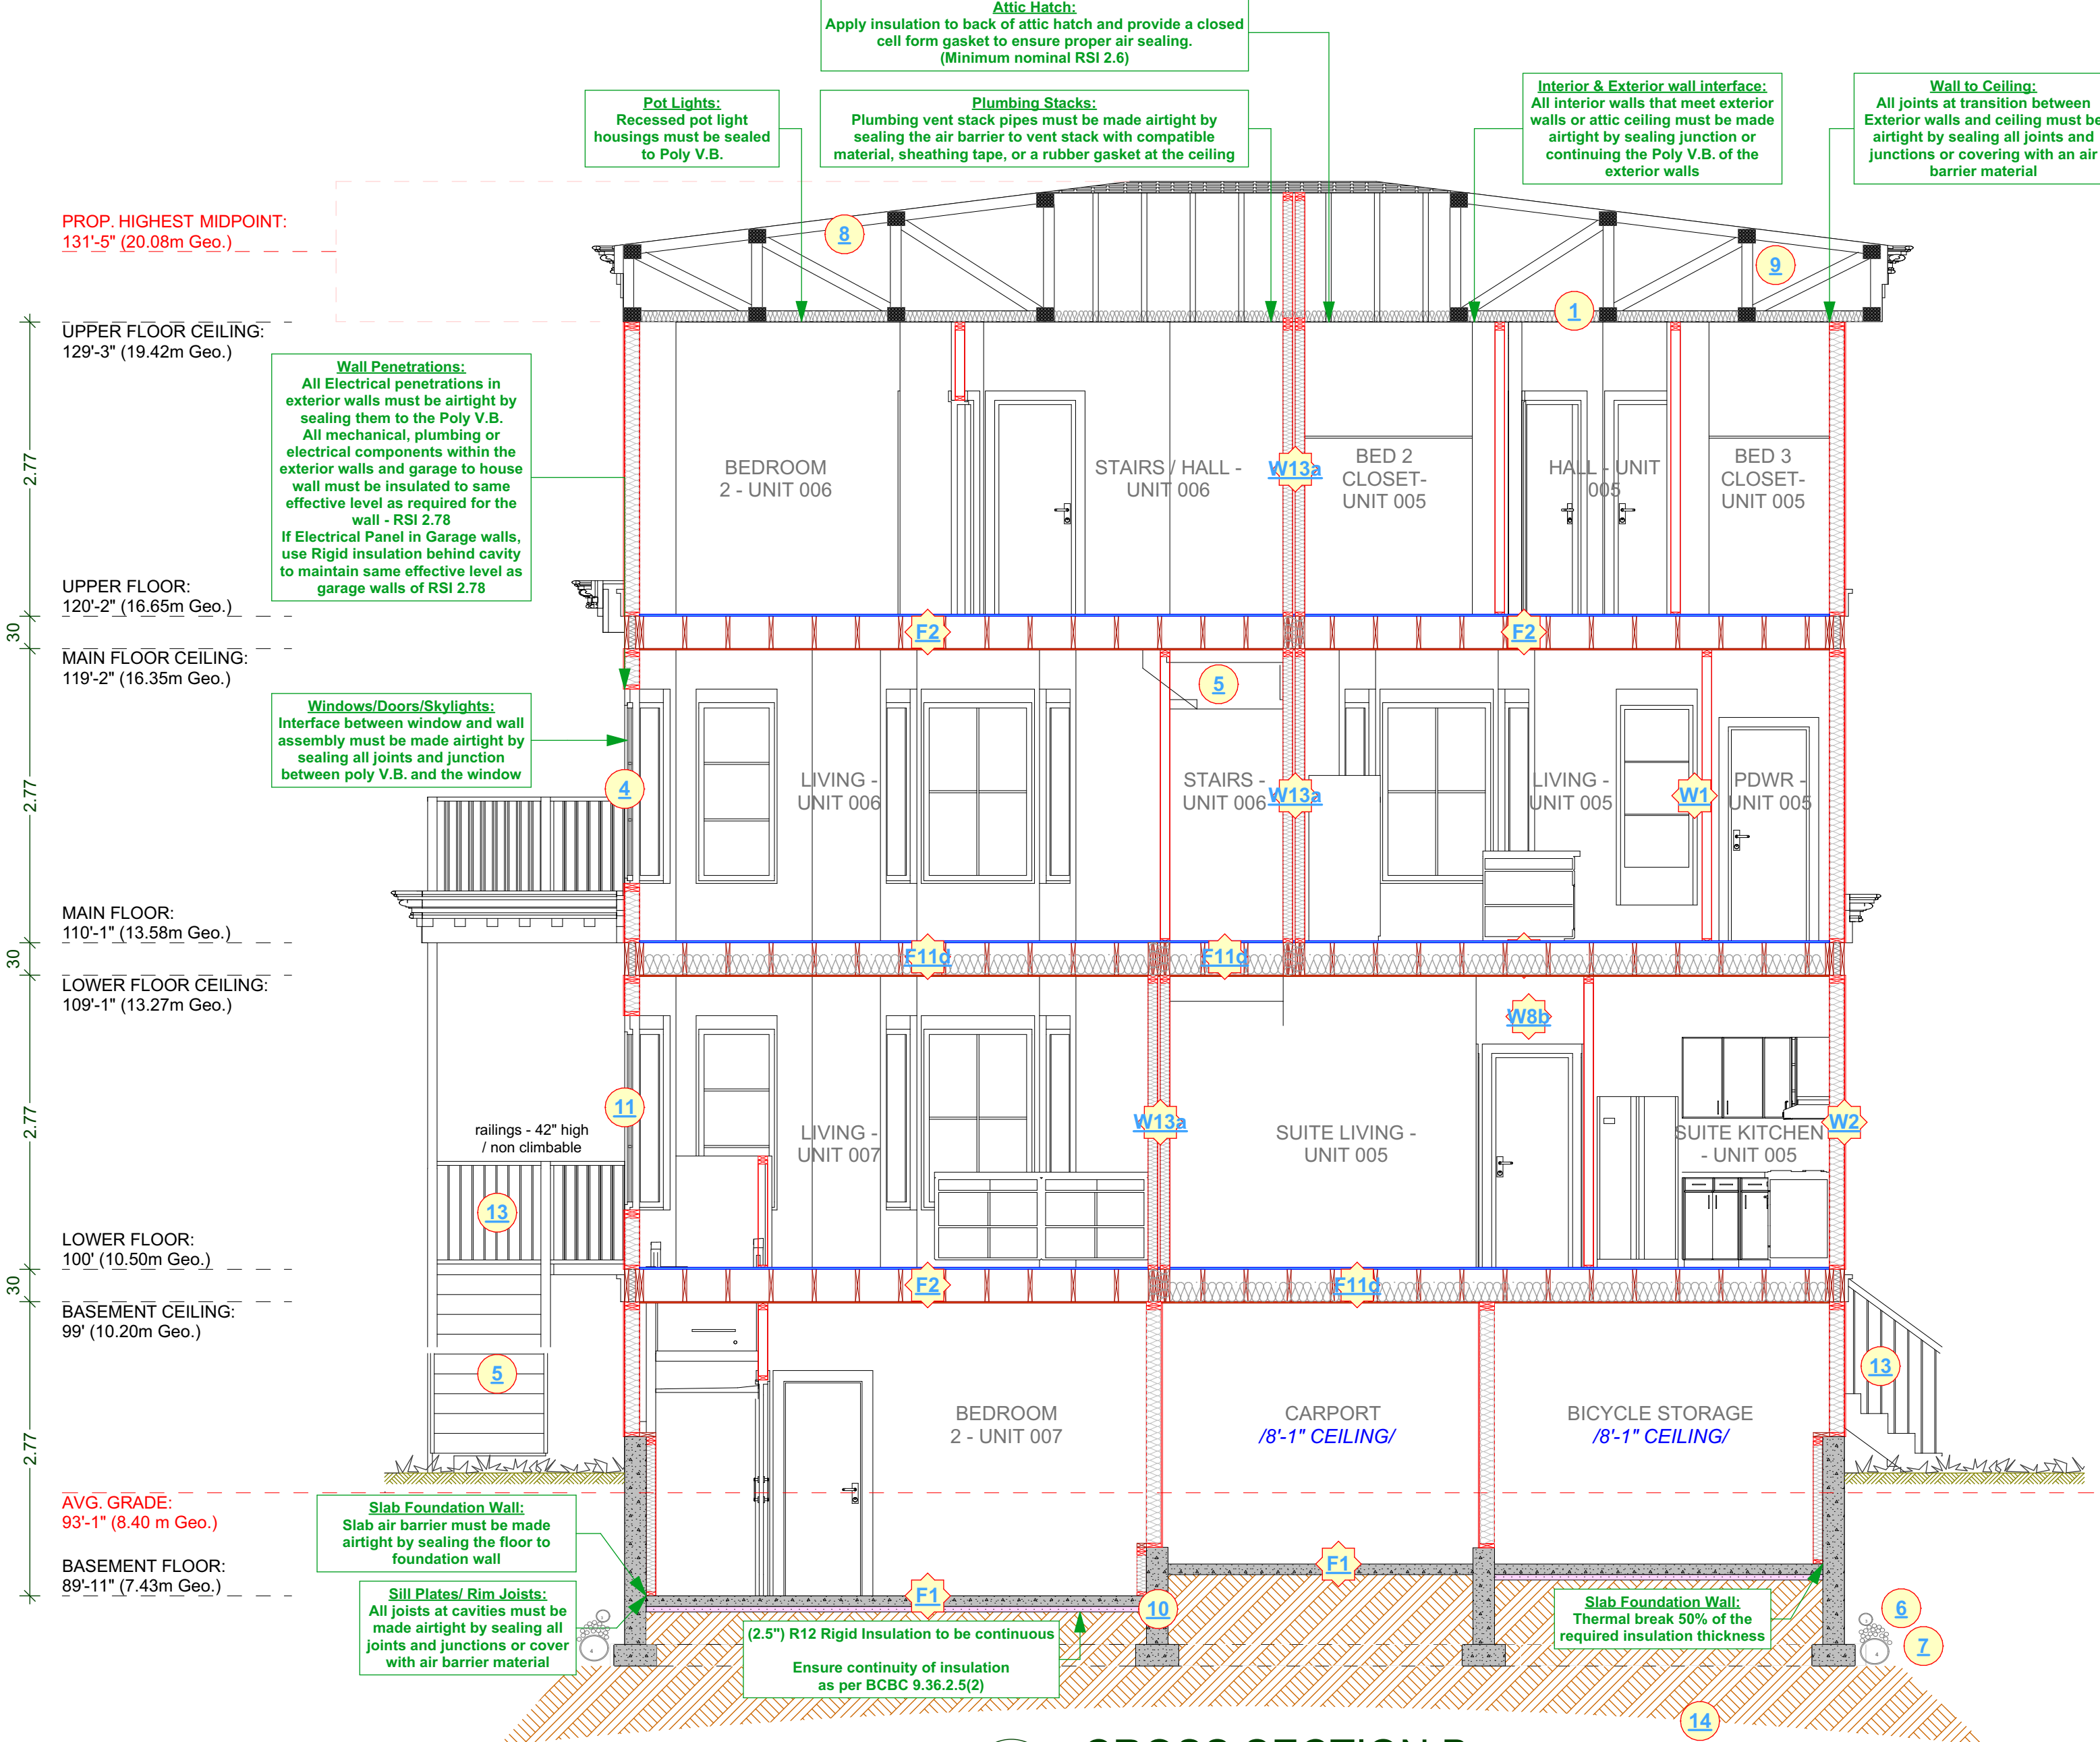 Attic Hatch:
Apply insulation to back of attic hatch and provide a closed
cell form gasket to ensure proper air sealing.
(Minimum nominal RSI 2.6)
Pot Lights:
Recessed pot light
housings must be sealed
to Poly V.B.
Plumbing Stacks:
Plumbing vent stack pipes must be made airtight by
sealing the air barrier to vent stack with compatible
material, sheathing tape, or a rubber gasket at the ceiling
Interior & Exterior wall interface:
All interior walls that meet exterior
walls or attic ceiling must be made
airtight by sealing junction or
continuing the Poly V.B. of the
exterior walls
Wall to Ceiling:
All joints at transition between
Exterior walls and ceiling must be
airtight by sealing all joints and
junctions or covering with an air
barrier material
PROP. HIGHEST MIDPOINT:
131'-5" (20.08m Geo.)
8
9
1
UPPER FLOOR CEILING:
129'-3" (19.42m Geo.)
Wall Penetrations:
All Electrical penetrations in
exterior walls must be airtight by
sealing them to the Poly V.B.
All mechanical, plumbing or
electrical components within the
exterior walls and garage to house
wall must be insulated to same
effective level as required for the
wall - RSI 2.78
If Electrical Panel in Garage walls,
use Rigid insulation behind cavity
to maintain same effective level as
garage walls of RSI 2.78
2.77
BEDROOM
2 - UNIT 006
STAIRS / HALL -
UNIT 006
W13a
BED 2
CLOSET-
UNIT 005
HALL - UNIT
005
BED 3
CLOSET-
UNIT 005
UPPER FLOOR:
120'-2" (16.65m Geo.)
30
F2
F2
MAIN FLOOR CEILING:
119'-2" (16.35m Geo.)
5
Windows/Doors/Skylights:
Interface between window and wall
assembly must be made airtight by
sealing all joints and junction
between poly V.B. and the window
2.77
4
LIVING -
UNIT 006
STAIRS -
UNIT 006
W13a
LIVING -
UNIT 005
W1
PDWR -
UNIT 005
MAIN FLOOR:
110'-1" (13.58m Geo.)
30
F11d
F11d
LOWER FLOOR CEILING:
109'-1" (13.27m Geo.)
W8b
2.77
11
railings - 42" high
/ non climbable
LIVING -
UNIT 007
W13a
SUITE LIVING -
UNIT 005
SUITE KITCHEN
- UNIT 005
W2
13
LOWER FLOOR:
100' (10.50m Geo.)
30
F2
F11d
BASEMENT CEILING:
99' (10.20m Geo.)
5
13
2.77
BEDROOM
2 - UNIT 007
CARPORT
/8'-1" CEILING/
BICYCLE STORAGE
/8'-1" CEILING/
AVG. GRADE:
93'-1" (8.40 m Geo.)
Slab Foundation Wall:
Slab air barrier must be made
airtight by sealing the floor to
foundation wall
BASEMENT FLOOR:
89'-11" (7.43m Geo.)
F1
F1
Sill Plates/ Rim Joists:
All joists at cavities must be
made airtight by sealing all
joints and junctions or cover
with air barrier material
10
(2.5") R12 Rigid Insulation to be continuous
Ensure continuity of insulation
as per BCBC 9.36.2.5(2)
Slab Foundation Wall:
Thermal break 50% of the
required insulation thickness
6
7
14
CROSS SECTION B